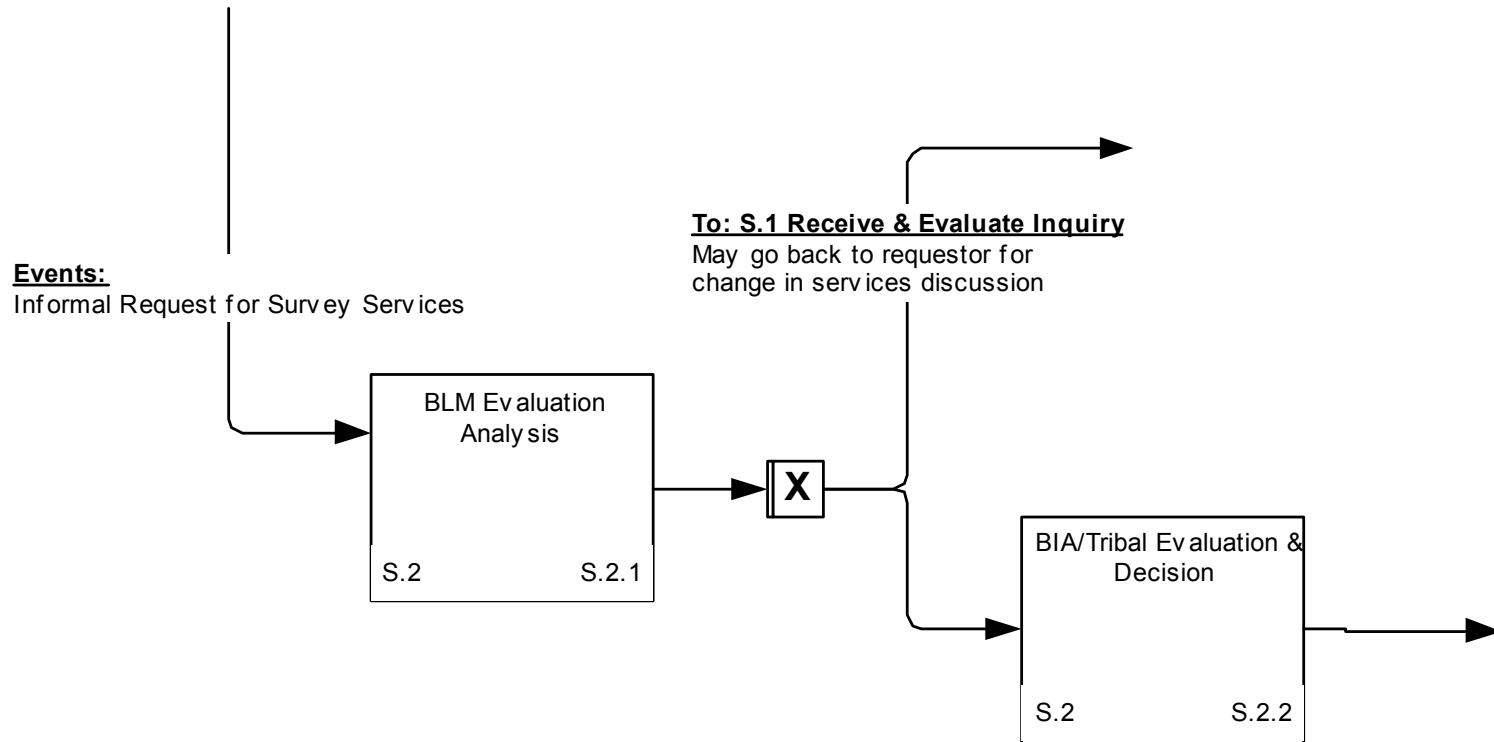 To: S.1 Receive & Evaluate Inquiry
May go back to requestor for
change in services discussion
Events:
Informal Request for Survey Services
BLM Evaluation
Analysis
S.2 S.2.1
X
BIA/Tribal Evaluation &
Decision
S.2 S.2.2